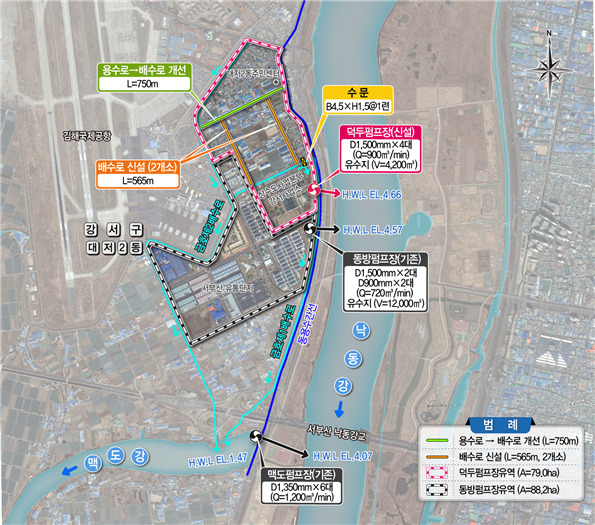 용수로→배수로 개선
L=750m
대저2동주민센터
수 문
B4.5×H1.5@1련
덕두펌프장(신설)
D1,500mm×4대
(Q=900㎥/min)
유수지 (V=4,200㎥)
김해국제공항
배수로 신설 (2개소)
L=565m
H.W.L EL.4.66
강 서 구
대 저 2 동
H.W.L EL.4.57
동방펌프장(기존)
D1,500mm×2대
D900mm×2대
(Q=720㎥/min)
유수지 (V=12,000㎥)
서부산 유통단지
동용수간선
낙
동
강
서부산 낙동강교
맥 도 강
H.W.L EL.1.47
H.W.L EL.4.07
맥도펌프장(기존)
D1,350mm×6대
(Q=1,200㎥/min)
N
범 례
용수로 → 배수로 개선 (L=750m)
배수로 신설 (L=565m, 2개소)
덕두펌프장유역 (A=79.0ha)
동방펌프장유역 (A=88.2ha)